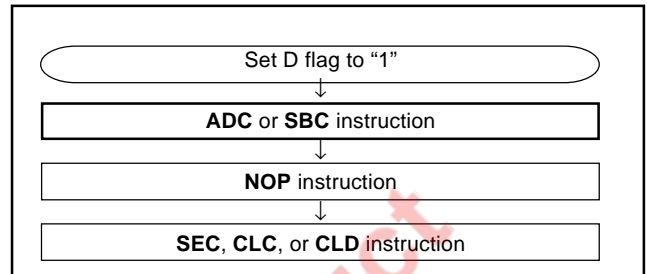 Set D flag to “1”
↓
ADC or SBC instruction
↓
NOP instruction
↓
SEC, CLC, or CLD instruction